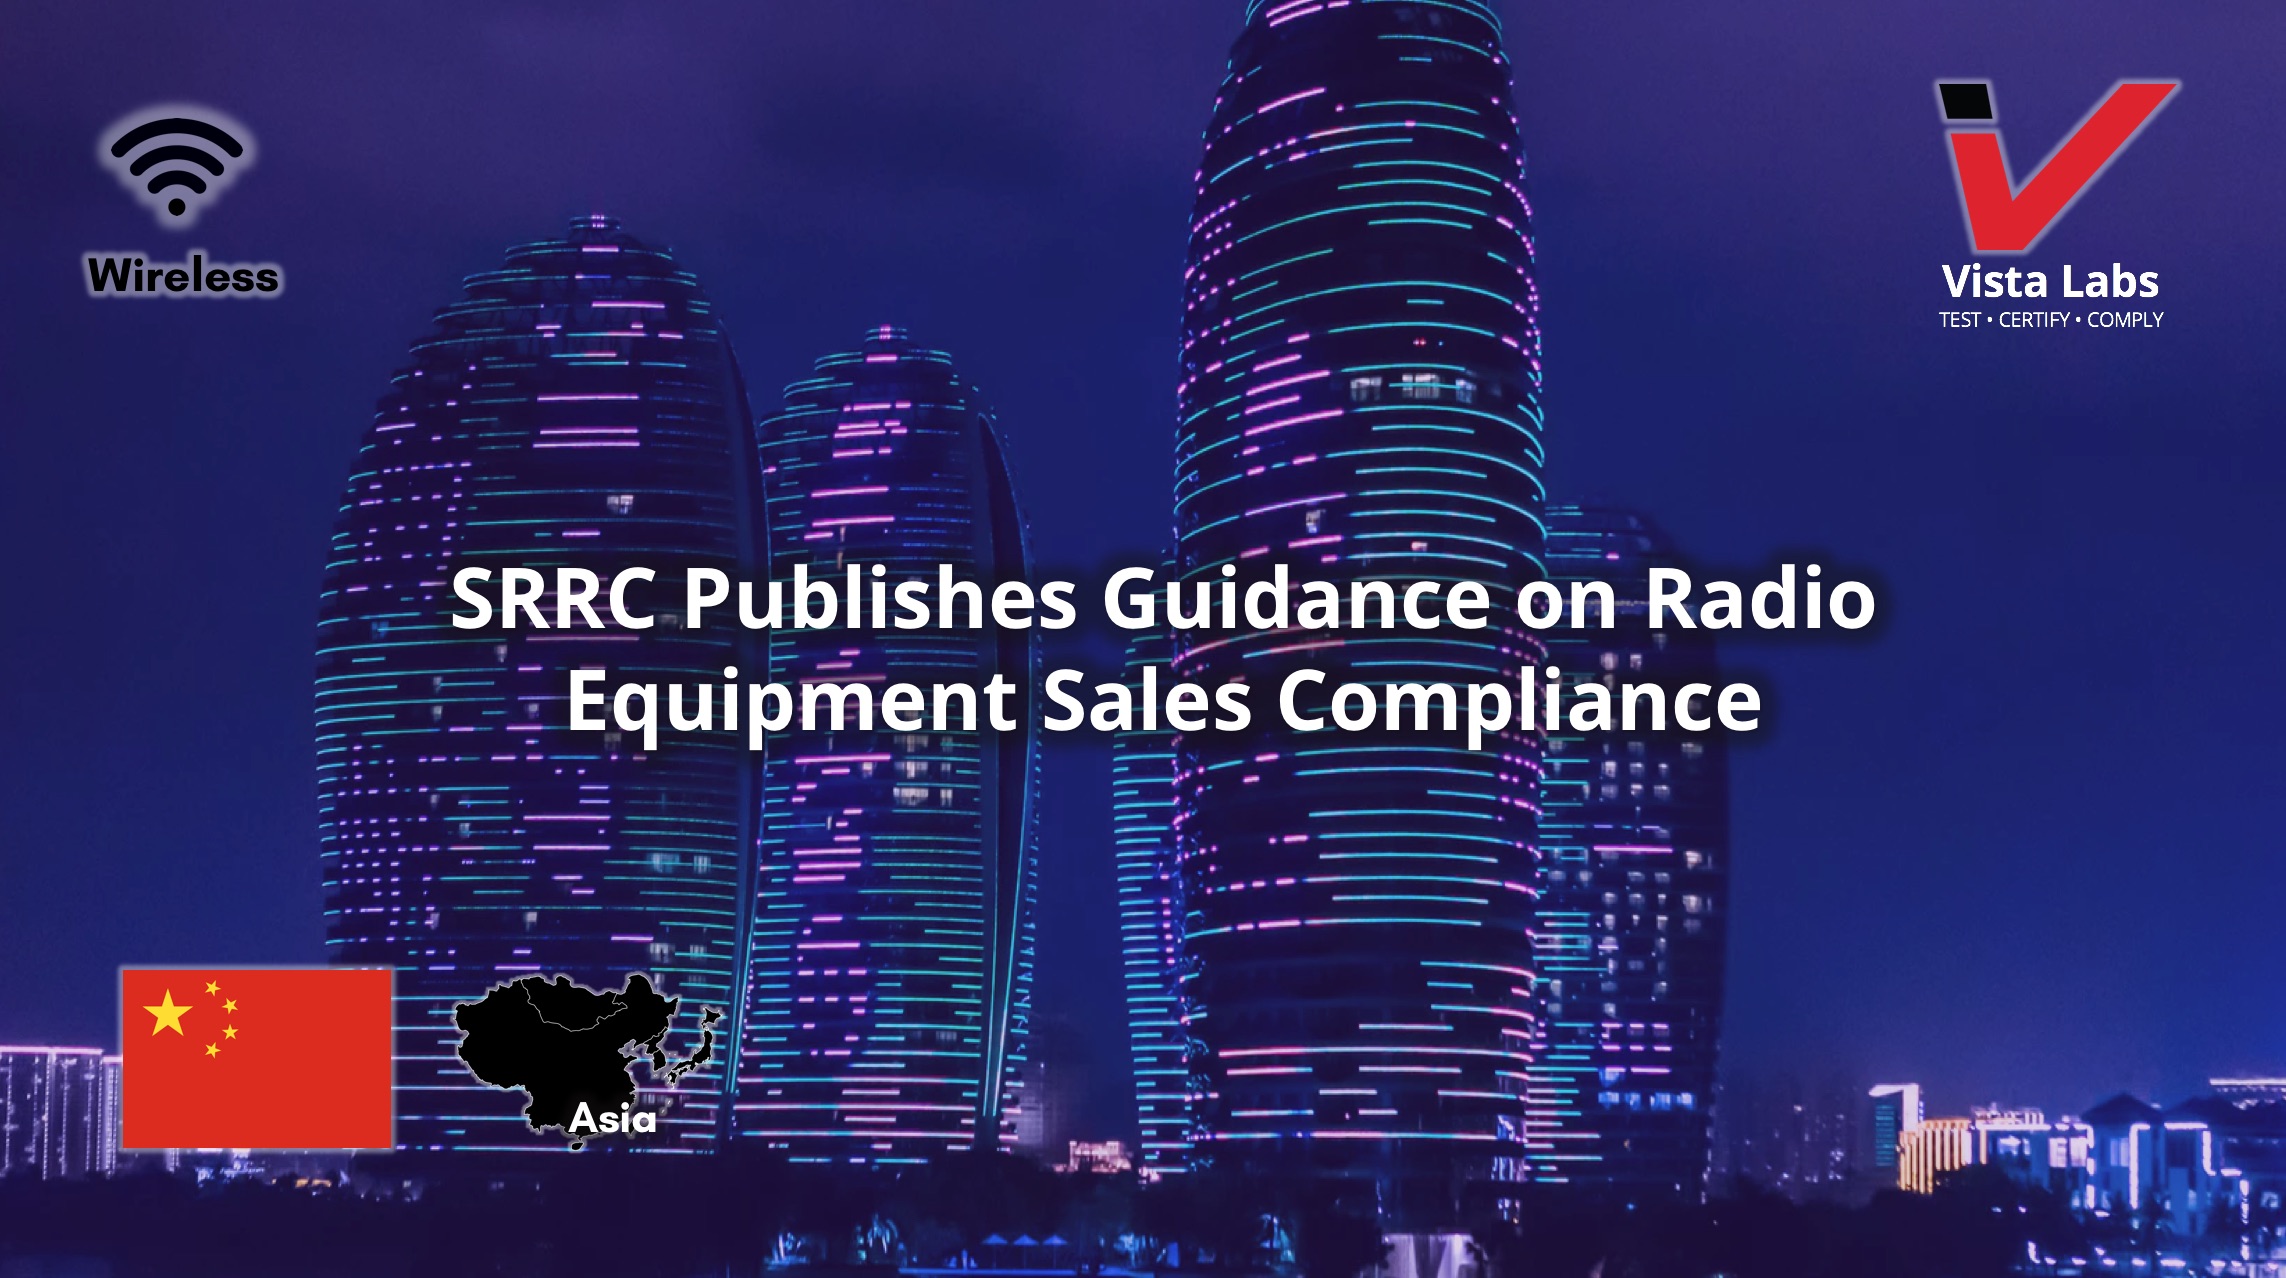 Wireless
Vista Labs
TEST • CERTIFY • COMPLY
SRRC Publishes Guidance on Radio
Equipment Sales Compliance
Asia